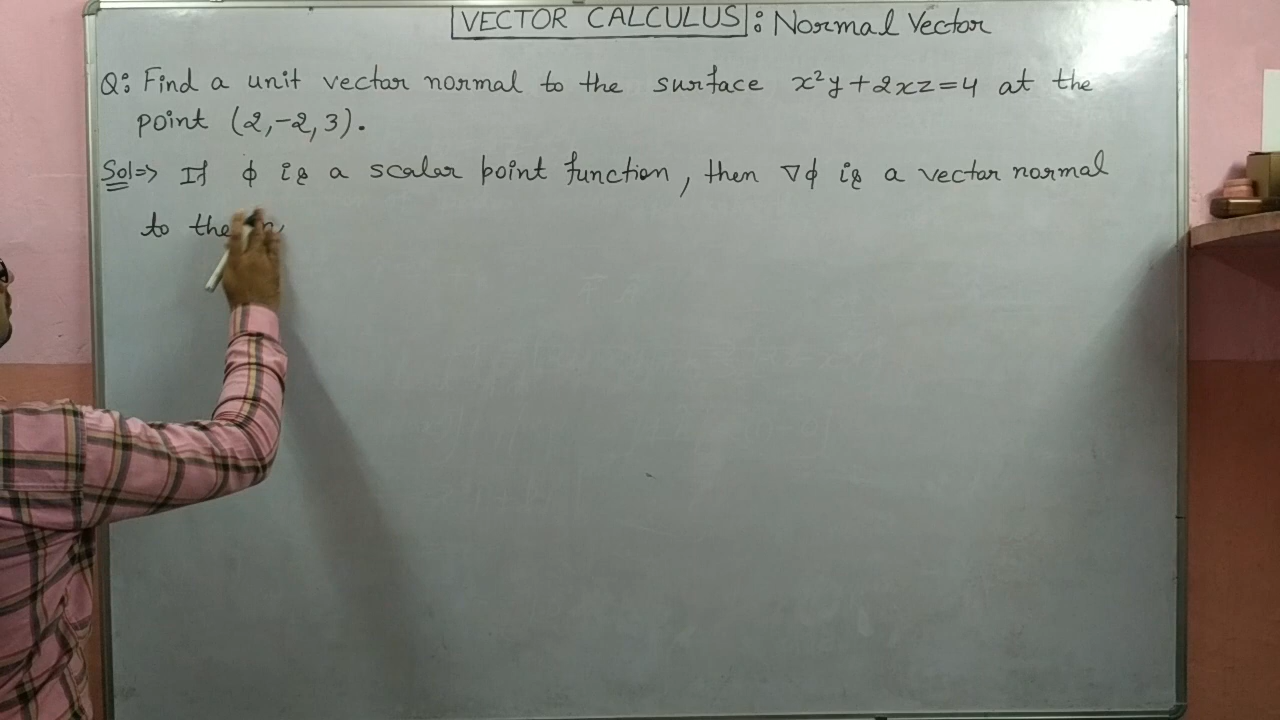 VECTOR CALCULUS : Normal Vector
Q: Find a unit vector normal to the surface x²y+2xz=4 at the
point (2,-2,3).
Sol=> If ϕ is a scalar point function, then ∇ϕ is a vector normal
to the